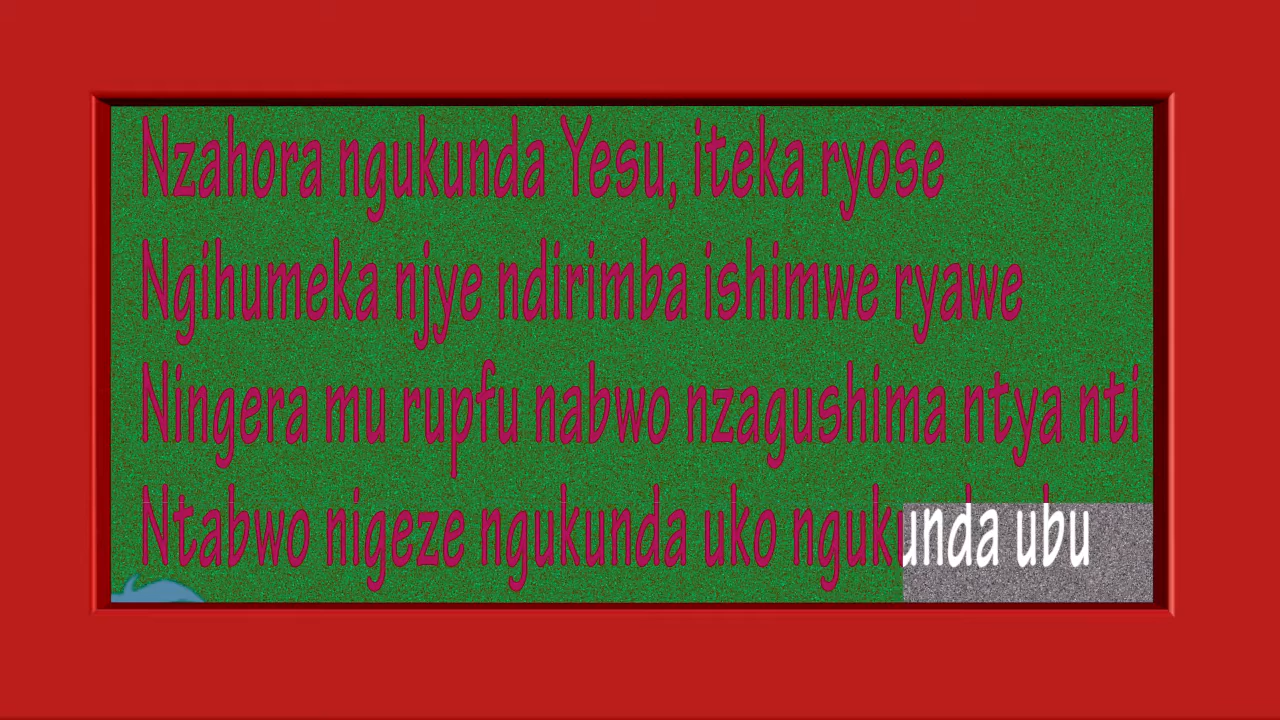 Nzahora ngukunda Yesu, iteka ryose
Ngihumeka njye ndirimba ishimwe ryawe
Ningera mu rupfu nabwo nzagushima ntya nti
Ntabwo nigeze ngukunda uko ngukunda ubu